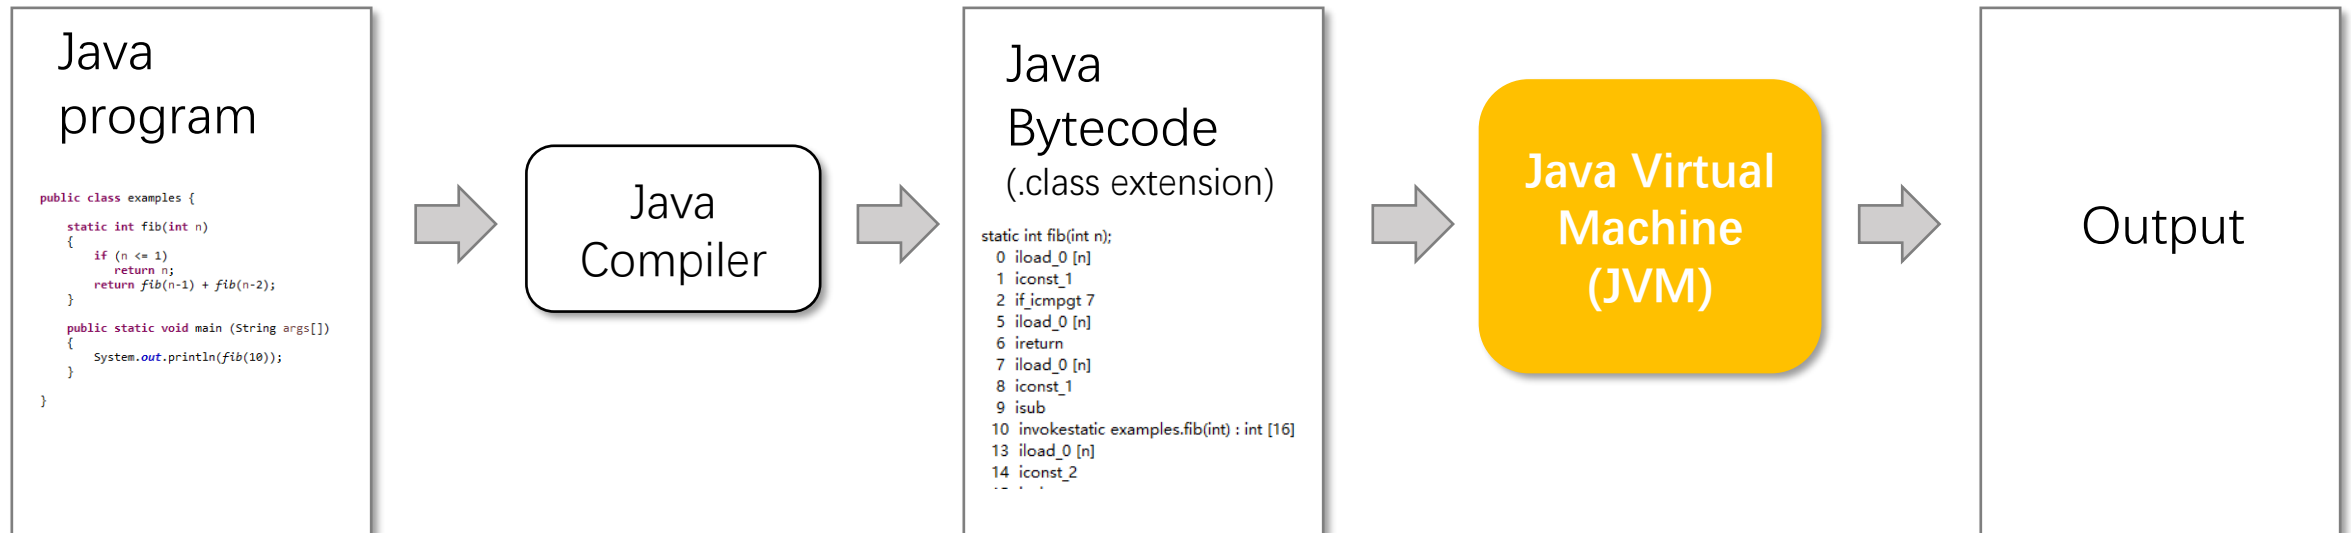 Java
program
public class examples {
static int fib(int n)
{
if (n <= 1)
return n;
return fib(n-1) + fib(n-2);
}
public static void main (String args[])
{
System.out.println(fib(10));
}
}
Java
Compiler
Java
Bytecode
(.class extension)
static int fib(int n);
0 iload_0 [n]
1 iconst_1
2 if_icmpgt 7
5 iload_0 [n]
6 ireturn
7 iload_0 [n]
8 iconst_1
9 isub
10 invokestatic examples.fib(int) : int [16]
13 iload_0 [n]
14 iconst_2
Java Virtual
Machine
(JVM)
Output